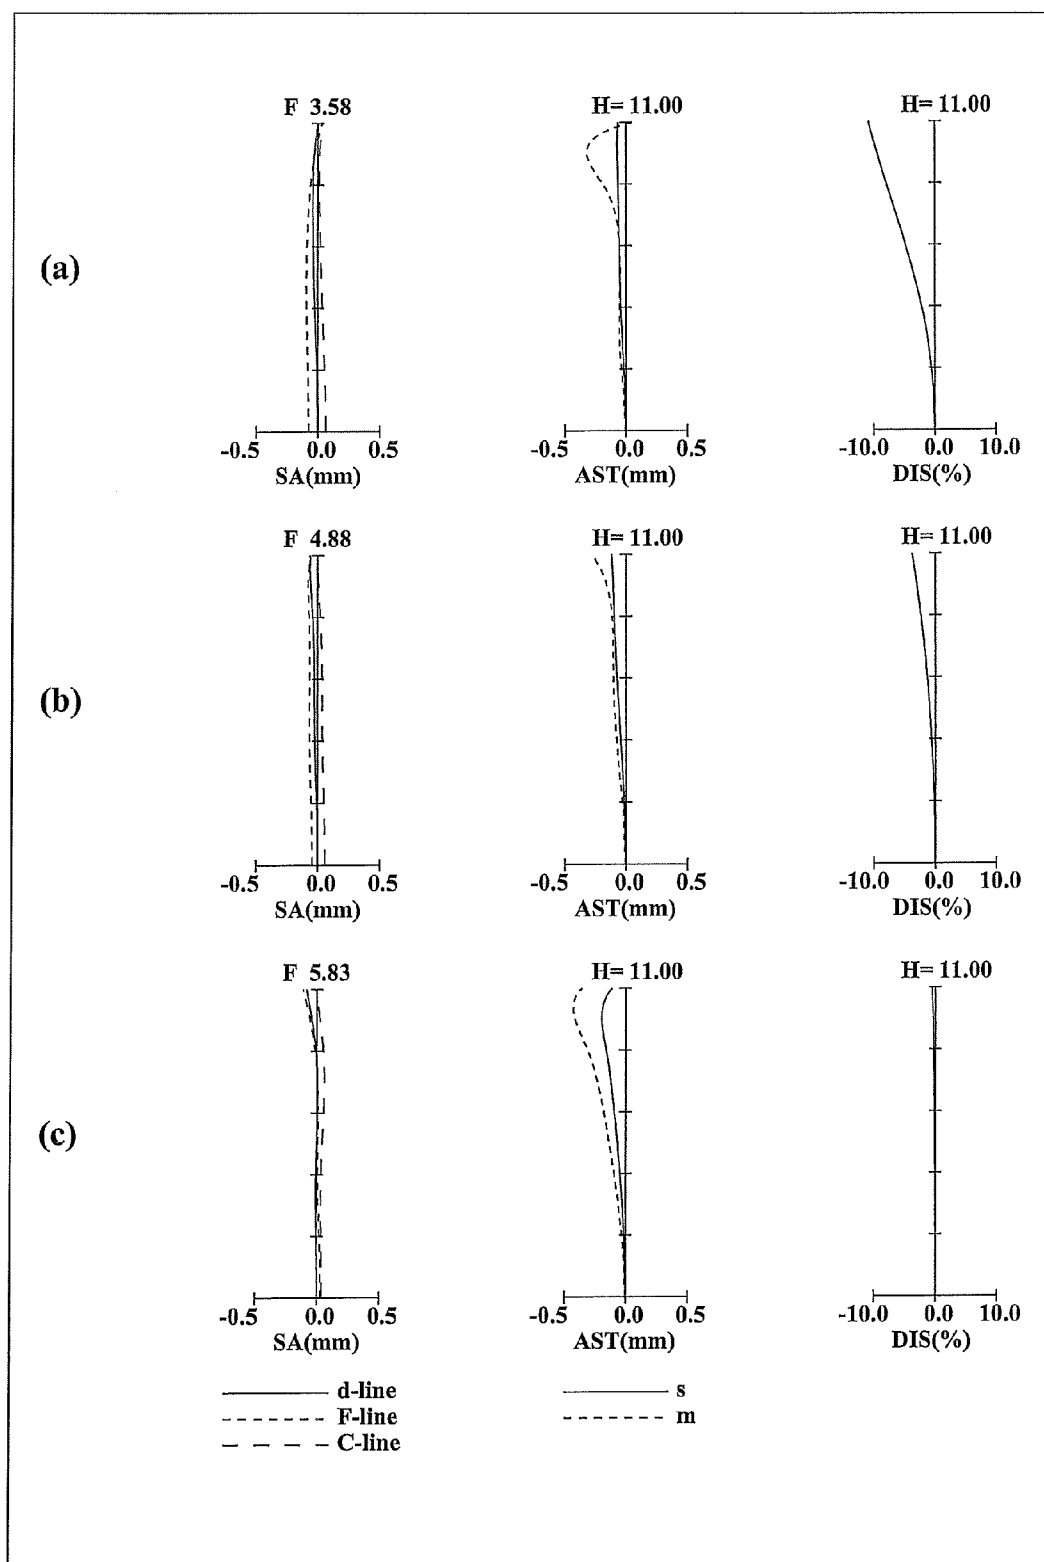 F 3.58
H= 11.00
H= 11.00
(a)
-0.5 0.0 0.5
SA(mm)
-0.5 0.0 0.5
AST(mm)
-10.0 0.0 10.0
DIS(%)
F 4.88
H= 11.00
H= 11.00
(b)
-0.5 0.0 0.5
SA(mm)
-0.5 0.0 0.5
AST(mm)
-10.0 0.0 10.0
DIS(%)
F 5.83
H= 11.00
H= 11.00
(c)
-0.5 0.0 0.5
SA(mm)
-0.5 0.0 0.5
AST(mm)
-10.0 0.0 10.0
DIS(%)
d-line
F-line
C-line
s
m